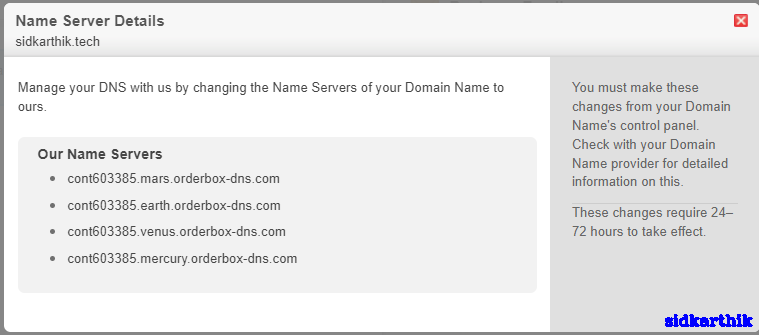 Name Server Details
sidkarthik.tech
Manage your DNS with us by changing the Name Servers of your Domain Name to
ours.
Our Name Servers
cont603385.mars.orderbox-dns.com
cont603385.earth.orderbox-dns.com
cont603385.venus.orderbox-dns.com
cont603385.mercury.orderbox-dns.com
You must make these
changes from your Domain
Name's control panel.
Check with your Domain
Name provider for detailed
information on this.
These changes require 24–
72 hours to take effect.
sidkarthik